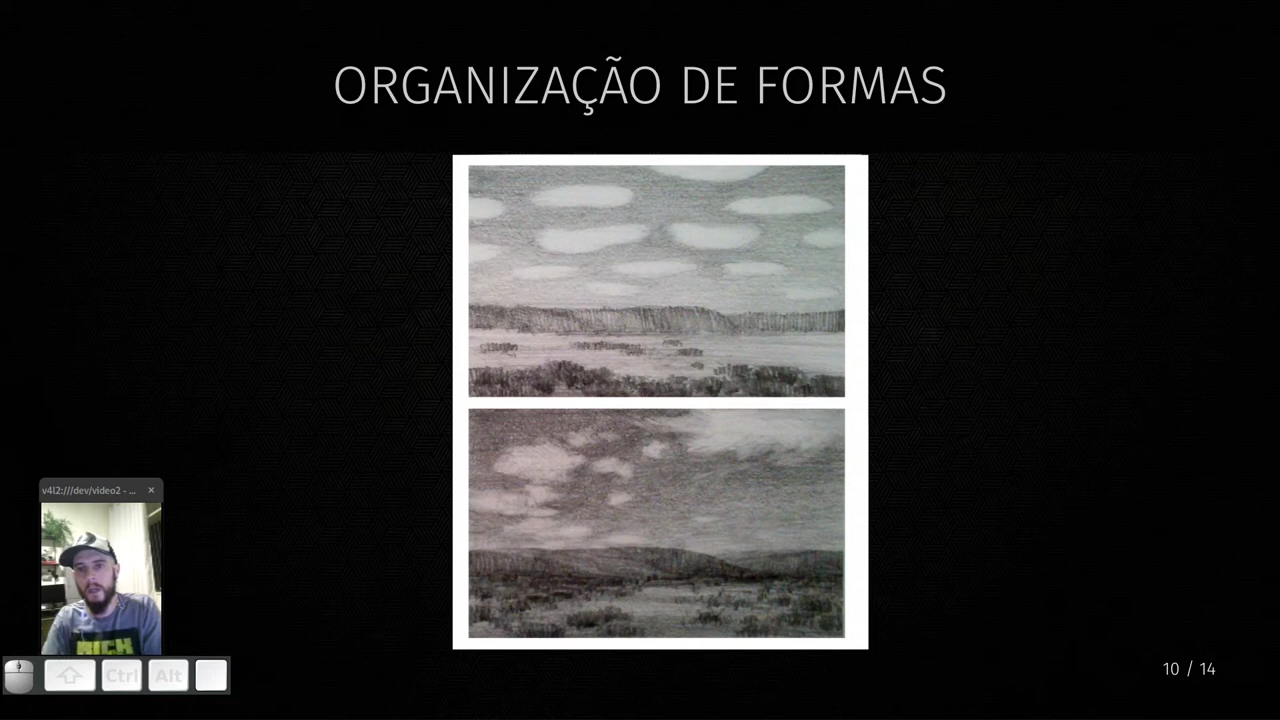 ORGANIZAÇÃO DE FORMAS
v4l2:///dev/video2 - ...
Ctrl
Alt
10 / 14